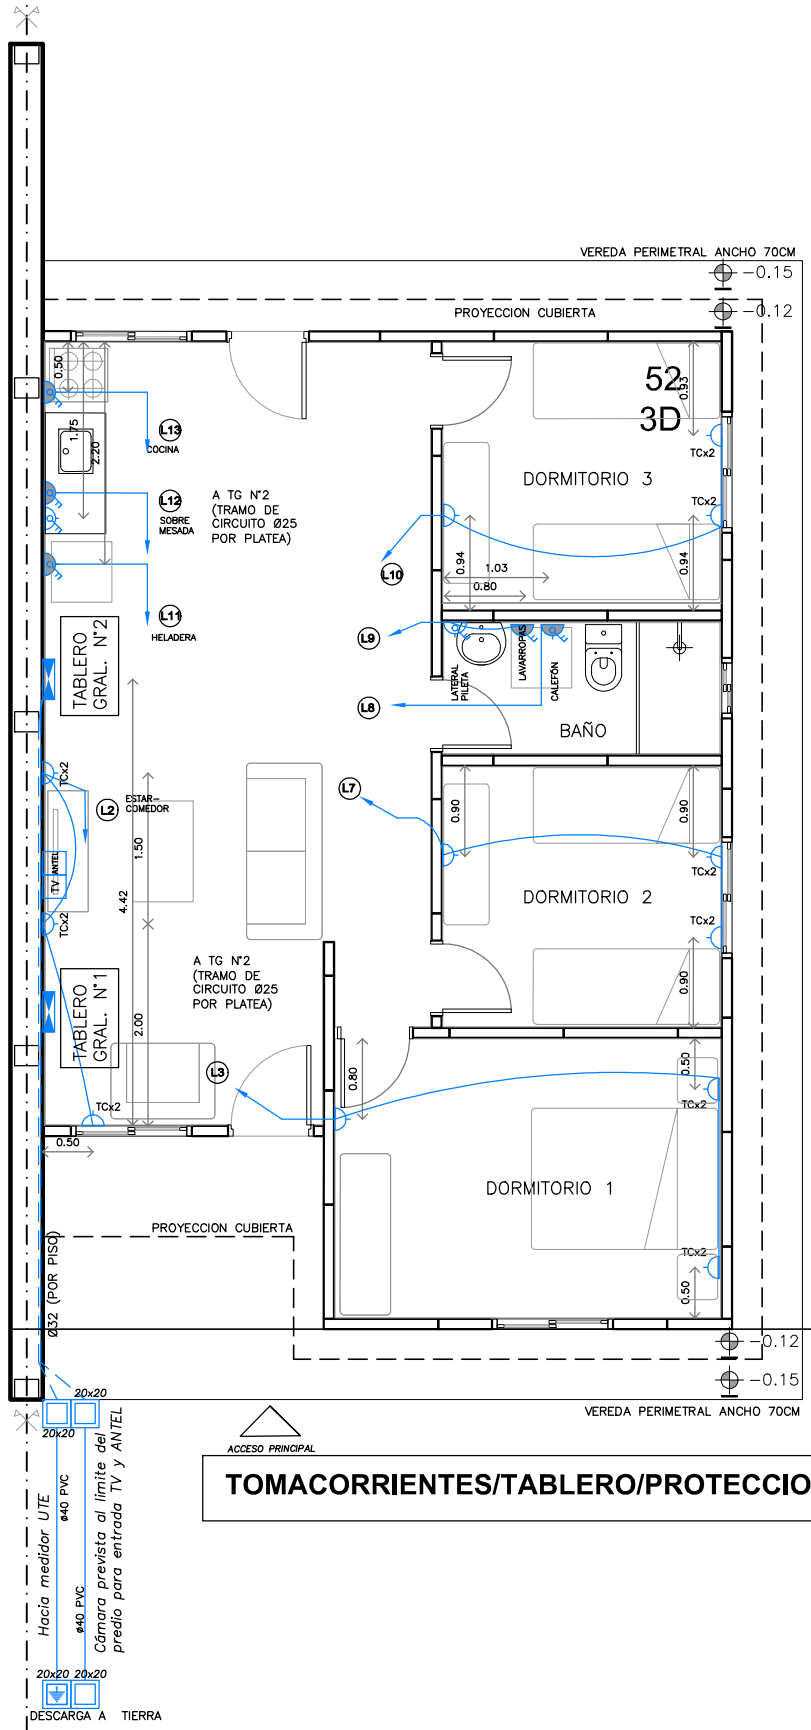 VEREDA PERIMETRAL ANCHO 70CM
-0.15
PROYECCION CUBIERTA
-0.12
0.50
1.75
2.20
L13
COCINA
L12
SOBRE
MESADA
A TG N°2
(TRAMO DE
CIRCUITO Ø25
POR PLATEA)
L11
HELADERA
52
3D
0.93
TCx2
DORMITORIO 3
TCx2
0.94
1.03
0.80
0.94
L10
L9
L8
LATERAL
PILETA
LAVARROPAS
CALEFÓN
BAÑO
TABLERO
GRAL. N°2
TCx2
L2
ESTAR-
COMEDOR
L7
0.90
0.90
TCx2
1.50
4.42
TV
ANTEL
DORMITORIO 2
TCx2
TCx2
0.90
A TG N°2
(TRAMO DE
CIRCUITO Ø25
POR PLATEA)
TABLERO
GRAL. N°1
2.00
L3
0.80
0.50
TCx2
TCx2
0.50
DORMITORIO 1
PROYECCION CUBIERTA
TCx2
0.50
Ø32 (POR PISO)
-0.12
-0.15
VEREDA PERIMETRAL ANCHO 70CM
20x20
20x20
ACCESO PRINCIPAL
TOMACORRIENTES/TABLERO/PROTECCIO
Hacia medidor UTE
ø40 PVC
ø40 PVC
Cámara prevista al limite del
predio para entrada TV y ANTEL
20x20
20x20
DESCARGA A TIERRA